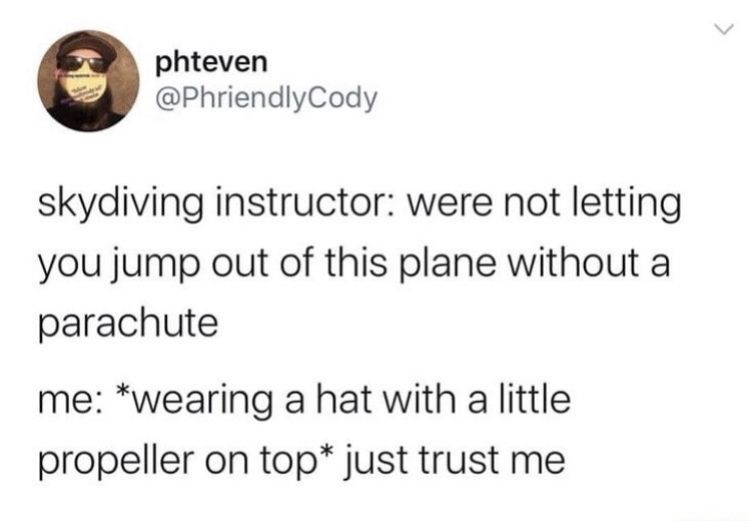 phteven
@PhriendlyCody
skydiving instructor: were not letting
you jump out of this plane without a
parachute
me: *wearing a hat with a little
propeller on top* just trust me